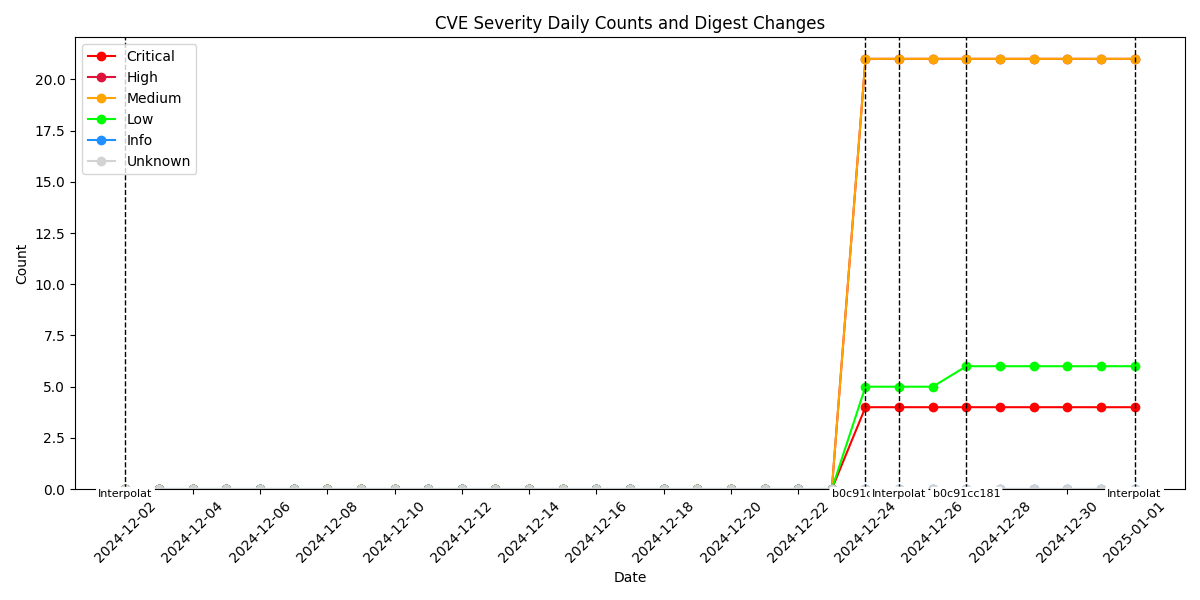 CVE Severity Daily Counts and Digest Changes
Critical
High
Medium
Low
Info
Unknown
20.0
17.5
15.0
12.5
10.0
7.5
5.0
2.5
0.0
Count
Interpolat
b0c91c
Interpolat
b0c91cc181
Interpolat
2024-12-02
2024-12-04
2024-12-06
2024-12-08
2024-12-10
2024-12-12
2024-12-14
2024-12-16
2024-12-18
2024-12-20
2024-12-22
2024-12-24
2024-12-26
2024-12-28
2024-12-30
2025-01-01
Date